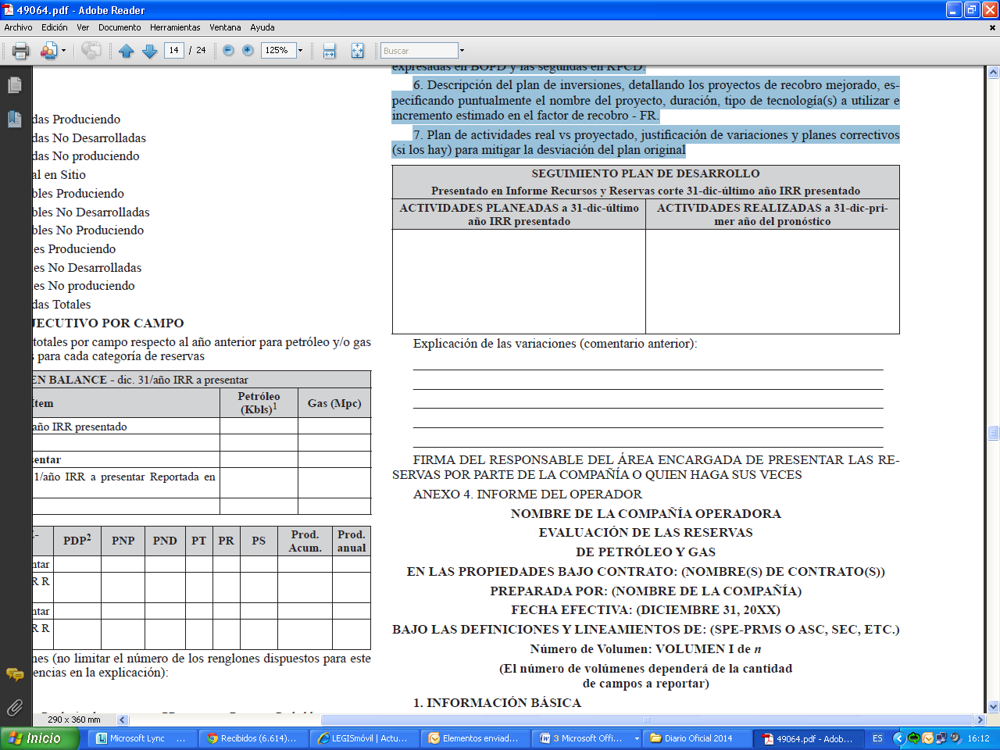 49064.pdf - Adobe Reader
Archivo Edición Ver Documento Herramientas Ventana Ayuda
14 / 24 125% Buscar
das Produciendo
das No Desarrolladas
das No produciendo
al en Sitio
bles Produciendo
bles No Desarrolladas
bles No Produciendo
es Produciendo
es No Desarrolladas
es No produciendo
das Totales
JECUTIVO POR CAMPO
totales por campo respecto al año anterior para petróleo y/o gas
s para cada categoría de reservas
EN BALANCE - dic. 31/año IRR a presentar
Ítem Petróleo (Kbls)1 Gas (Mpc)
año IRR presentado
sentar
1/año IRR a presentar Reportada en
PDP2 PNP PND PT PR PS Prod. Acum. Prod. anual
ntar
R R
ntar
R R
nes (no limitar el número de los renglones dispuestos para este
encias en la explicación):
expresadas en BOPD y las segundas en KPCD.
6. Descripción del plan de inversiones, detallando los proyectos de recobro mejorado, es-
pecificando puntualmente el nombre del proyecto, duración, tipo de tecnología(s) a utilizar e
incremento estimado en el factor de recobro - FR.
7. Plan de actividades real vs proyectado, justificación de variaciones y planes correctivos
(si los hay) para mitigar la desviación del plan original
SEGUIMIENTO PLAN DE DESARROLLO
Presentado en Informe Recursos y Reservas corte 31-dic-último año IRR presentado
ACTIVIDADES PLANEADAS a 31-dic-último
año IRR presentado
ACTIVIDADES REALIZADAS a 31-dic-pri-
mer año del pronóstico
Explicación de las variaciones (comentario anterior):
FIRMA DEL RESPONSABLE DEL ÁREA ENCARGADA DE PRESENTAR LAS RE-
SERVAS POR PARTE DE LA COMPAÑÍA O QUIEN HAGA SUS VECES
ANEXO 4. INFORME DEL OPERADOR
NOMBRE DE LA COMPAÑÍA OPERADORA
EVALUACIÓN DE LAS RESERVAS
DE PETRÓLEO Y GAS
EN LAS PROPIEDADES BAJO CONTRATO: (NOMBRE(S) DE CONTRATO(S))
PREPARADA POR: (NOMBRE DE LA COMPAÑÍA)
FECHA EFECTIVA: (DICIEMBRE 31, 20XX)
BAJO LAS DEFINICIONES Y LINEAMIENTOS DE: (SPE-PRMS O ASC, SEC, ETC.)
Número de Volumen: VOLUMEN I de n
(El número de volúmenes dependerá de la cantidad
de campos a reportar)
1. INFORMACIÓN BÁSICA
290 x 360 mm
Inicio Microsoft Lync Recibidos (6.614)... LEGISmóvil | Actu... Elementos enviad... 3 Microsoft Offi... Diario Oficial 2014 49064.pdf - Adob... ES 16:12